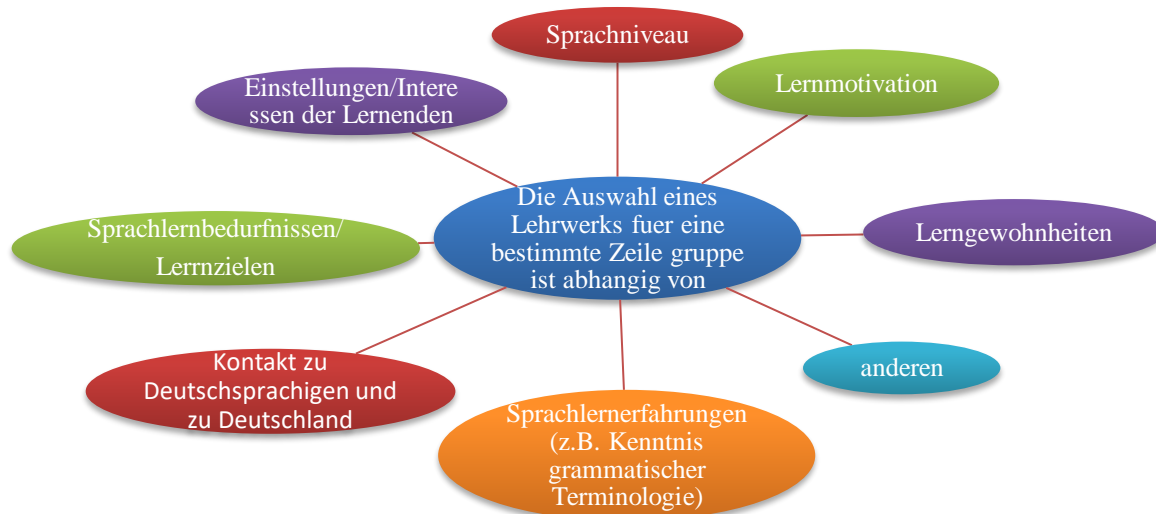 Sprachniveau
Einstellungen/Intere
ssen der Lernenden
Lernmotivation
Die Auswahl eines
Lehrwerks fuer eine
bestimmte Zeile gruppe
ist abhangig von
Sprachlernbedurfnissen/
Lerrnzielen
Lerngewohnheiten
Kontakt zu
Deutschsprachigen und
zu Deutschland
anderen
Sprachlernerfahrungen
(z.B. Kenntnis
grammatischer
Terminologie)